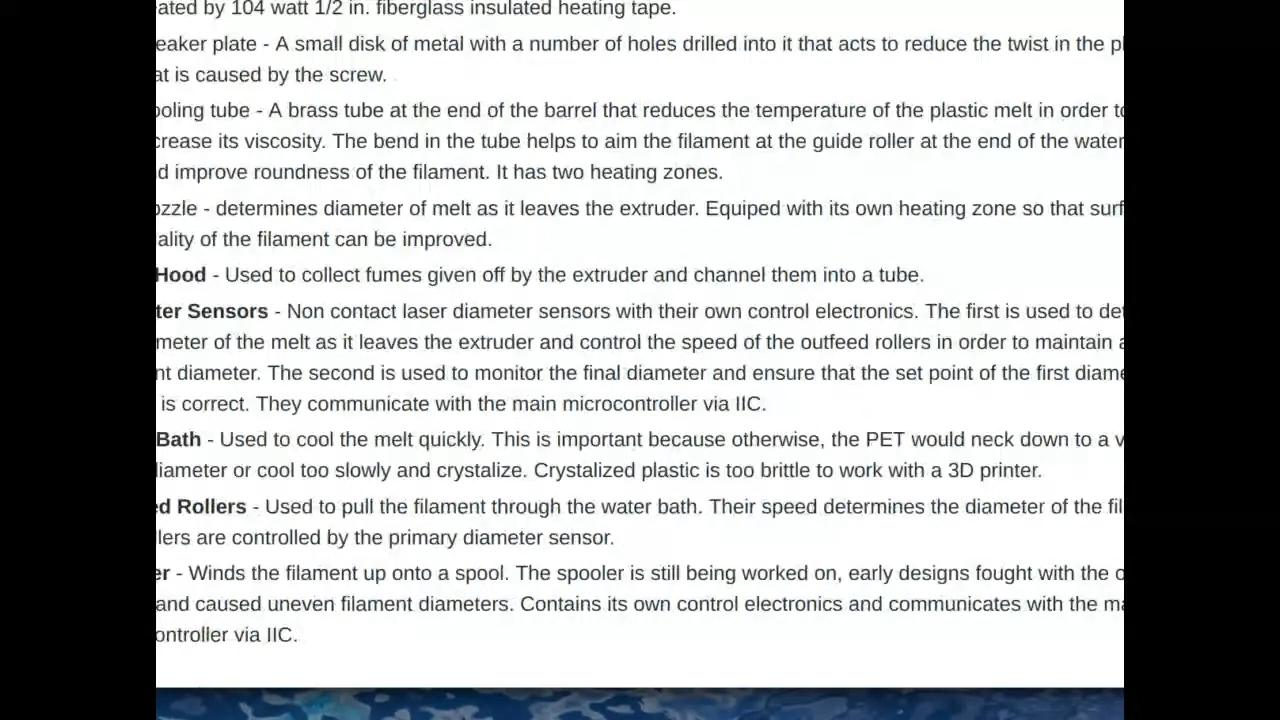 ated by 104 watt 1/2 in. fiberglass insulated heating tape.
eaker plate - A small disk of metal with a number of holes drilled into it that acts to reduce the twist in the pl
at is caused by the screw.
ooling tube - A brass tube at the end of the barrel that reduces the temperature of the plastic melt in order to
crease its viscosity. The bend in the tube helps to aim the filament at the guide roller at the end of the water
d improve roundness of the filament. It has two heating zones.
ozzle - determines diameter of melt as it leaves the extruder. Equiped with its own heating zone so that surf
ality of the filament can be improved.
Hood - Used to collect fumes given off by the extruder and channel them into a tube.
ter Sensors - Non contact laser diameter sensors with their own control electronics. The first is used to det
meter of the melt as it leaves the extruder and control the speed of the outfeed rollers in order to maintain a
nt diameter. The second is used to monitor the final diameter and ensure that the set point of the first diame
is correct. They communicate with the main microcontroller via IIC.
Bath - Used to cool the melt quickly. This is important because otherwise, the PET would neck down to a v
diameter or cool too slowly and crystalize. Crystalized plastic is too brittle to work with a 3D printer.
ed Rollers - Used to pull the filament through the water bath. Their speed determines the diameter of the fil
llers are controlled by the primary diameter sensor.
er - Winds the filament up onto a spool. The spooler is still being worked on, early designs fought with the o
and caused uneven filament diameters. Contains its own control electronics and communicates with the ma
ontroller via IIC.